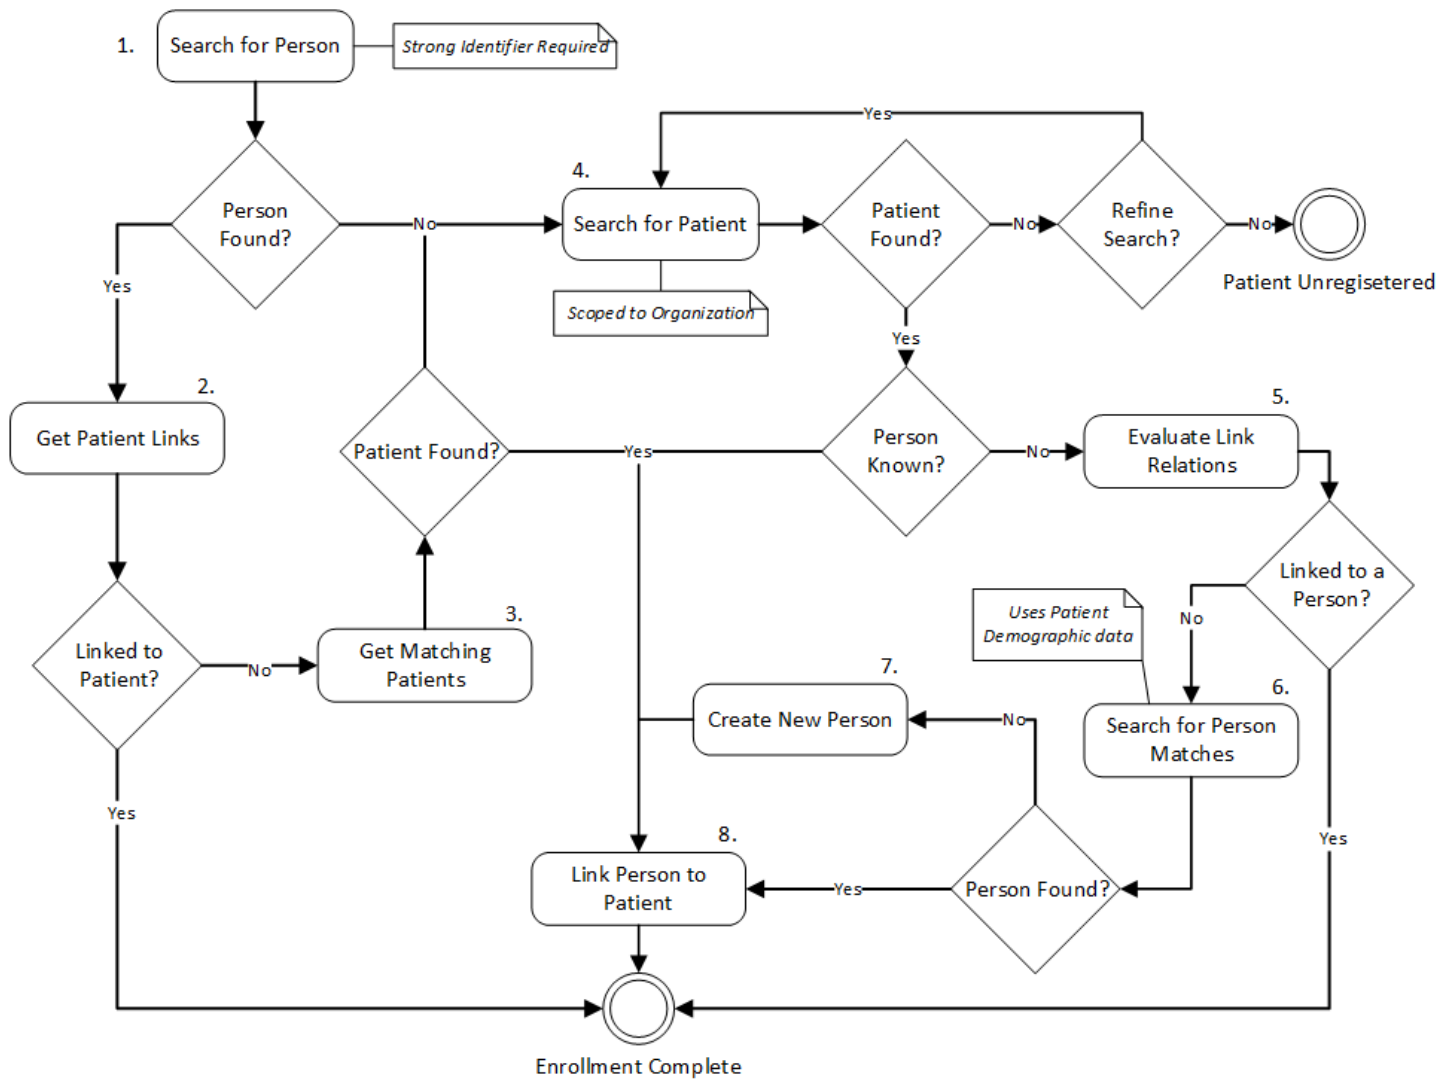 1.
Search for Person
Strong Identifier Required
Yes
4.
Person
Found?
No
Search for Patient
Patient
Found?
No
Refine
Search?
No
Patient Unregisetered
Yes
Scoped to Organization
Yes
2.
Get Patient Links
Patient Found?
Yes
Person
Known?
No
5.
Evaluate Link
Relations
Linked to a
Person?
No
Uses Patient
Demographic data
Linked to
Patient?
No
3.
Get Matching
Patients
7.
Create New Person
No
6.
Search for Person
Matches
Yes
Yes
8.
Link Person to
Patient
Yes
Person Found?
Enrollment Complete